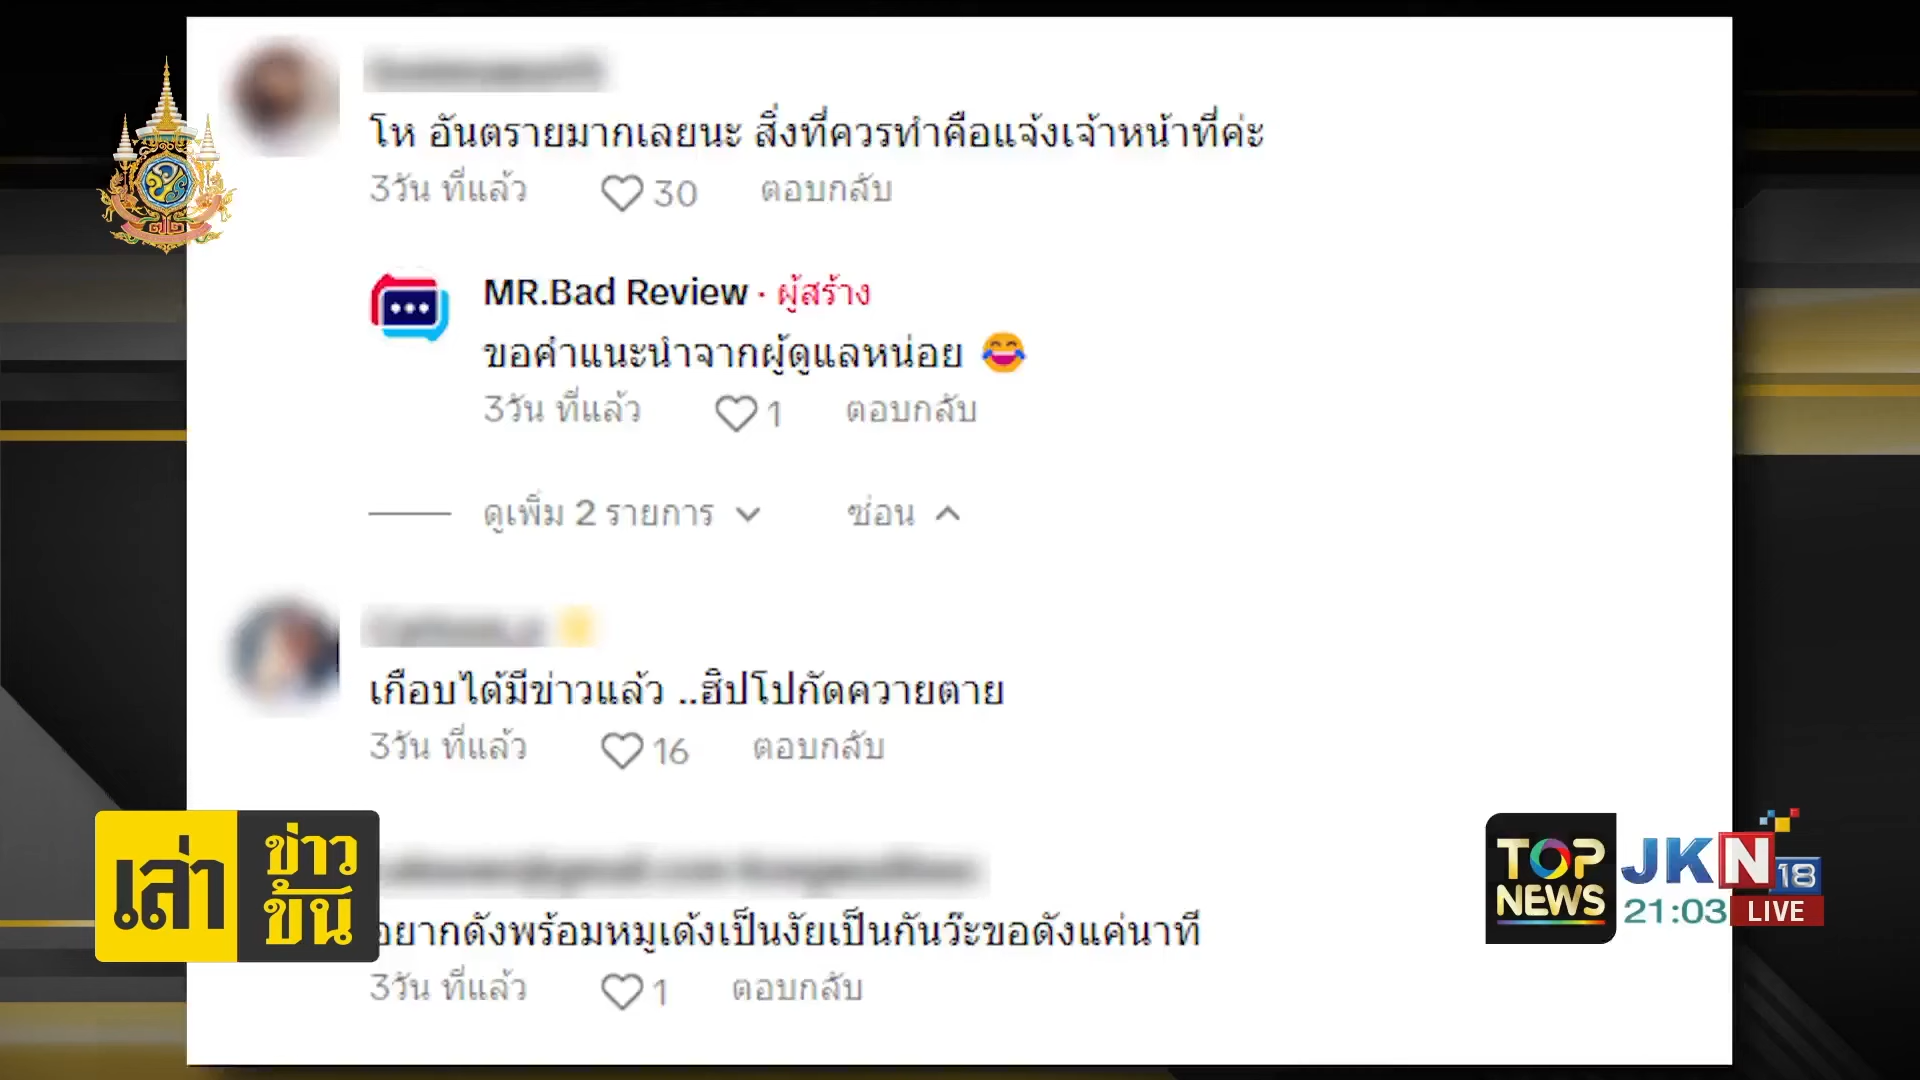 โห อันตรายมากเลยนะ สิ่งที่ควรทำคือแจ้งเจ้าหน้าที่ค่ะ
3วัน ที่แล้ว 30 ตอบกลับ
MR.Bad Review · ผู้สร้าง
ขอคำแนะนำจากผู้ดูแลหน่อย 😂
3วัน ที่แล้ว 1 ตอบกลับ
ดูเพิ่ม 2 รายการ ซ่อน
เกือบได้มีข่าวแล้ว ..ฮิปโปกัดควายตาย
3วัน ที่แล้ว 16 ตอบกลับ
อยากดังพร้อมหมูเด้งเป็นงัยเป็นกันว๊ะขอดังแค่นาที
3วัน ที่แล้ว 1 ตอบกลับ
เล่า
ข่าว
ข้น
TOP
NEWS
JKN 18
21:03 LIVE
๗๒